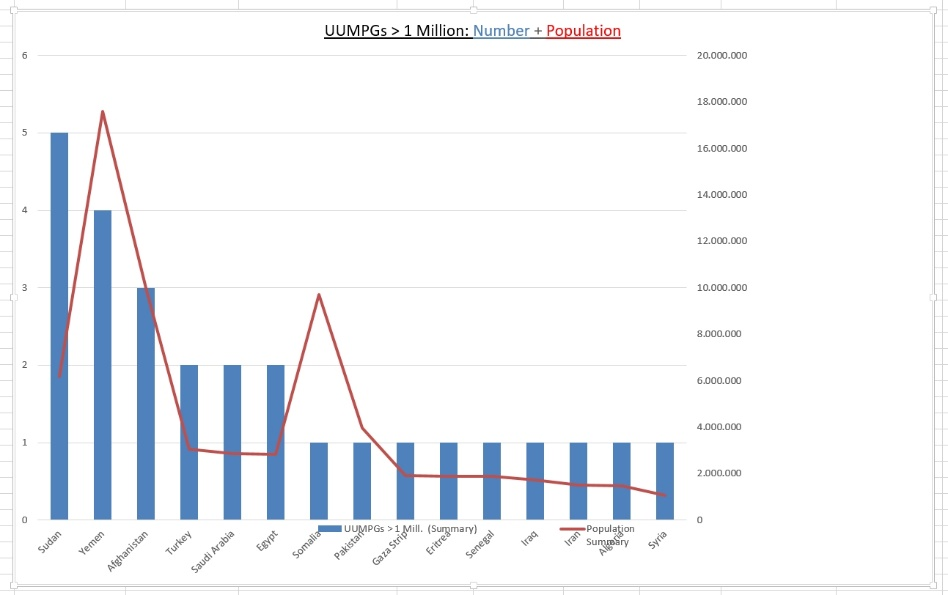 UUMPGs > 1 Million: Number + Population
6
5
4
3
2
1
0
20.000.000
18.000.000
16.000.000
14.000.000
12.000.000
10.000.000
8.000.000
6.000.000
4.000.000
2.000.000
0
Sudan
Yemen
Afghanistan
Turkey
Saudi Arabia
Egypt
Somalia
Pakistan
Gaza Strip
Eritrea
Senegal
Iraq
Iran
Algeria
Syria
UUMPGs >1 Mill. (Summary)
Population
Summary